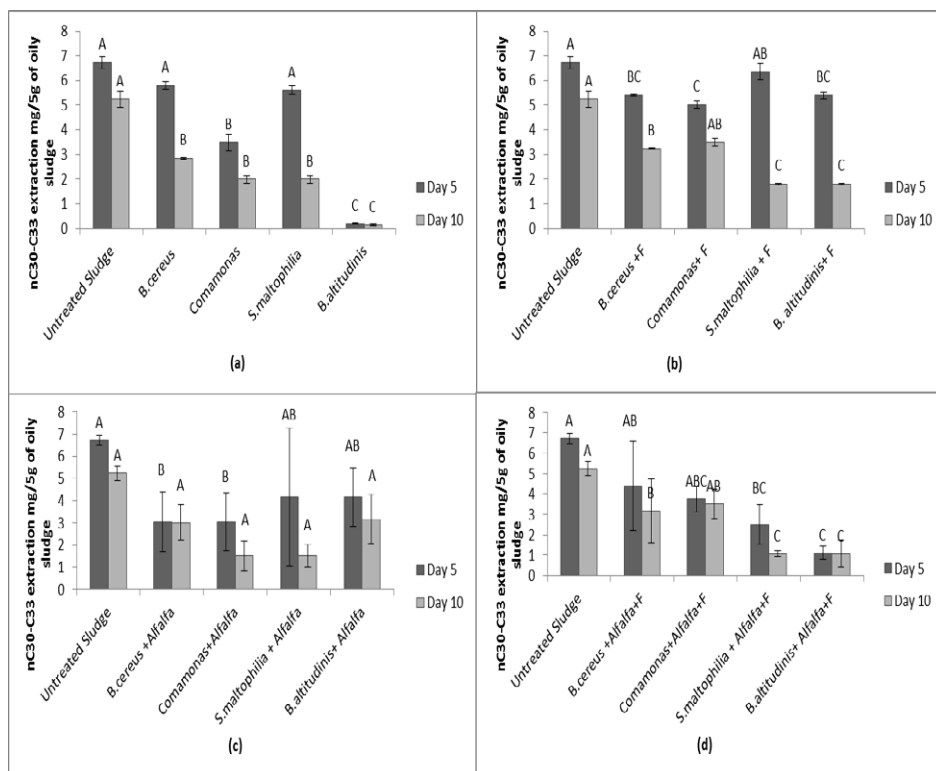 8
7
6
5
4
3
2
1
0
nC30-C33 extraction mg/5g of oily
sludge
A
A
A
B
B
B
A
B
C C
Day 5
Day 10
Untreated Sludge
B.cereus
Comamonas
S.maltophilia
B.altitudinis
(a)
8
7
6
5
4
3
2
1
0
nC30-C33 extraction mg/5g of oily
sludge
A
A
BC
B
C
AB
AB
C
BC
C
Day 5
Day 10
Untreated Sludge
B.cereus +F
Comamonas+ F
S.maltophilia + F
B. altitudinis+ F
(b)
8
7
6
5
4
3
2
1
0
nC30-C33 extraction mg/5g of oily
sludge
A
A
B
A
B
A
AB
A
AB
A
Day 5
Day 10
Untreated Sludge
B.cereus +Alfalfa
Comamonas+Alfalfa
S.maltophilia + Alfalfa
B.altitudinis+ Alfalfa
(c)
8
7
6
5
4
3
2
1
0
nC30-C33 extraction mg/5g of oily
sludge
A
A
AB
B
ABC
AB
BC
C
C C
Day 5
Day 10
Untreated Sludge
B.cereus +Alfalfa+F
Comamonas+Alfalfa+F
S.maltophilia + Alfalfa+F
B.altitudinis+ Alfalfa+F
(d)